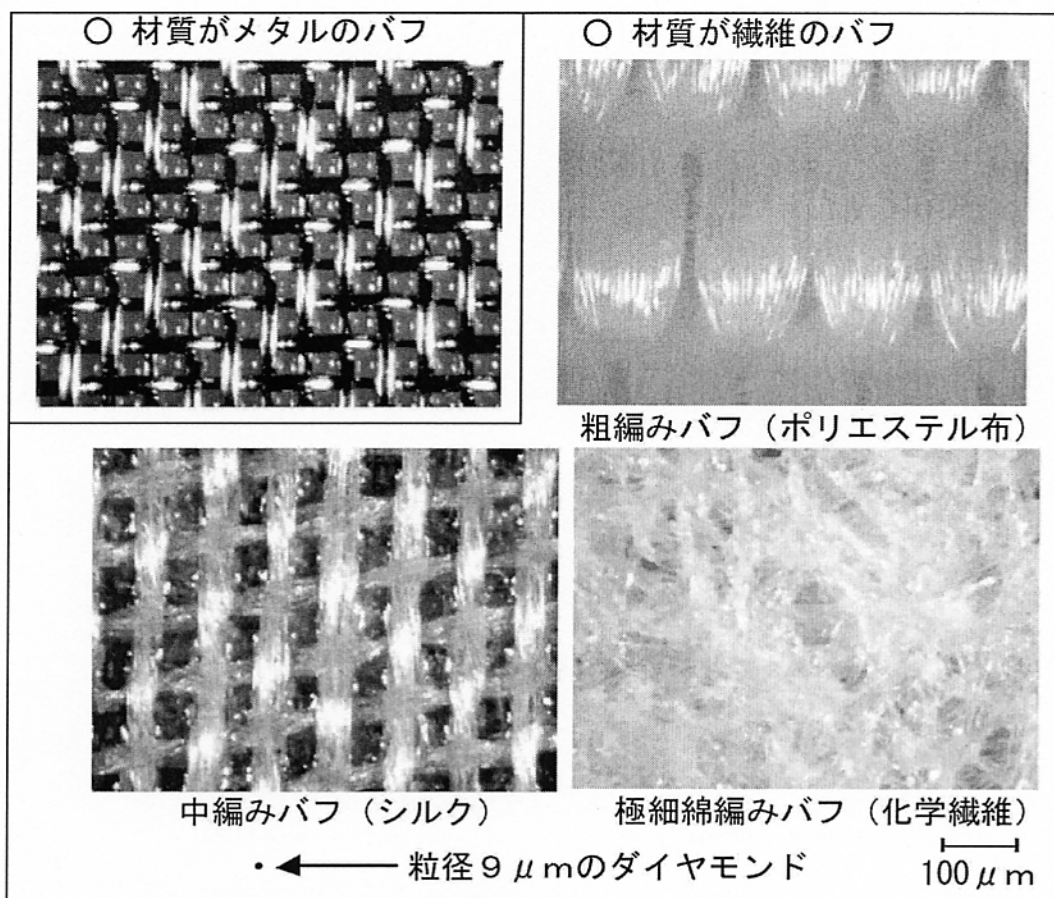 ○ 材質がメタルのバフ
○ 材質が繊維のバフ
粗編みバフ（ポリエステル布）
中編みバフ（シルク）
極細綿編みバフ（化学繊維）
粒径９μｍのダイヤモンド
100μｍ